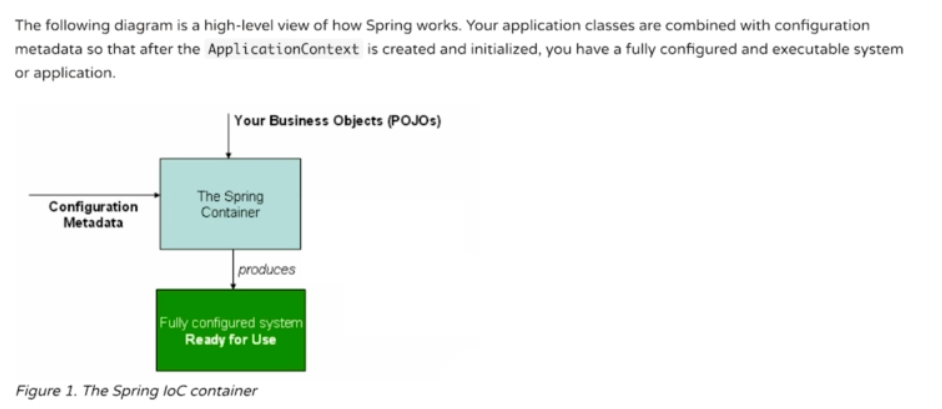 The following diagram is a high-level view of how Spring works. Your application classes are combined with configuration
metadata so that after the ApplicationContext is created and initialized, you have a fully configured and executable system
or application.
Your Business Objects (POJOs)
The Spring
Container
Configuration
Metadata
produces
Fully configured system
Ready for Use
Figure 1. The Spring IoC container